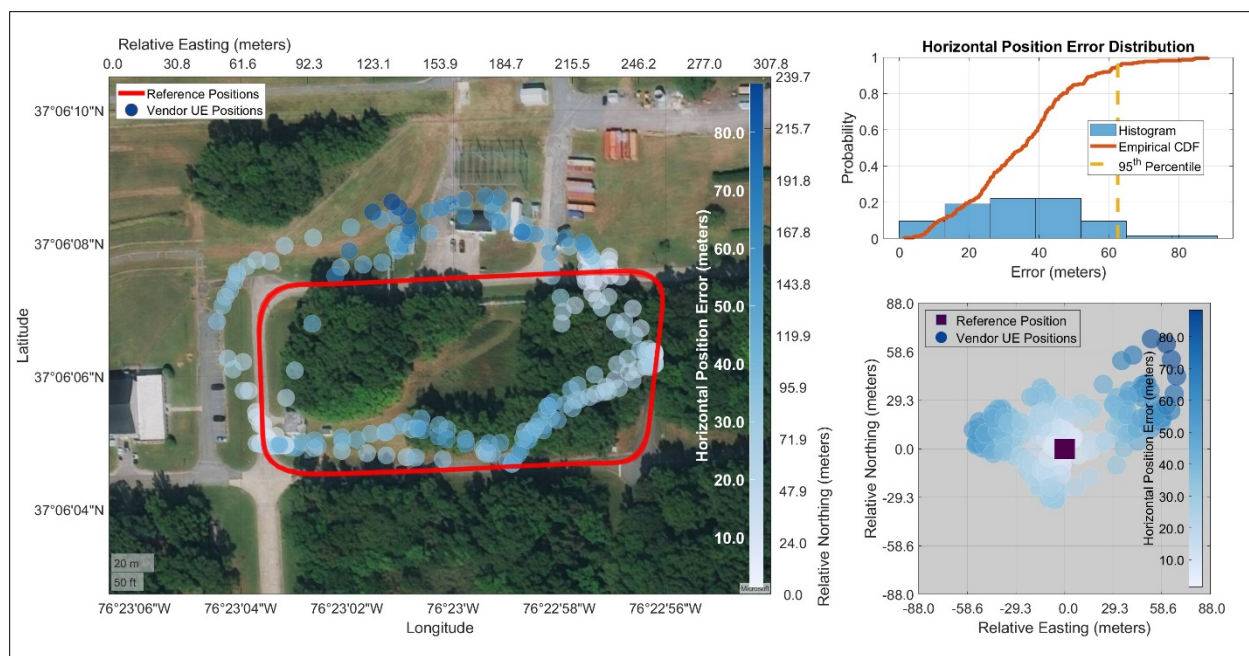 Relative Easting (meters)
0.0 30.8 61.6 92.3 123.1 153.9 184.7 215.5 246.2 277.0 307.8
239.7
215.7
191.8
167.8
143.8
119.9
95.9
71.9
47.9
24.0
0.0
Relative Northing (meters)
Reference Positions
Vendor UE Positions
37°06'10"N
37°06'08"N
37°06'06"N
37°06'04"N
Latitude
80.0
70.0
60.0
50.0
40.0
30.0
20.0
10.0
Horizontal Position Error (meters)
20 m
50 ft
Microsoft
76°23'06"W 76°23'04"W 76°23'02"W 76°23'W 76°22'58"W 76°22'56"W
Longitude
Horizontal Position Error Distribution
1
0.8
0.6
0.4
0.2
0
Probability
Histogram
Empirical CDF
95th Percentile
0 20 40 60 80
Error (meters)
88.0
58.6
29.3
0.0
-29.3
-58.6
-88.0
Relative Northing (meters)
Reference Position
Vendor UE Positions
80.0
70.0
60.0
50.0
40.0
30.0
20.0
10.0
Horizontal Position Error (meters)
-88.0 -58.6 -29.3 0.0 29.3 58.6 88.0
Relative Easting (meters)